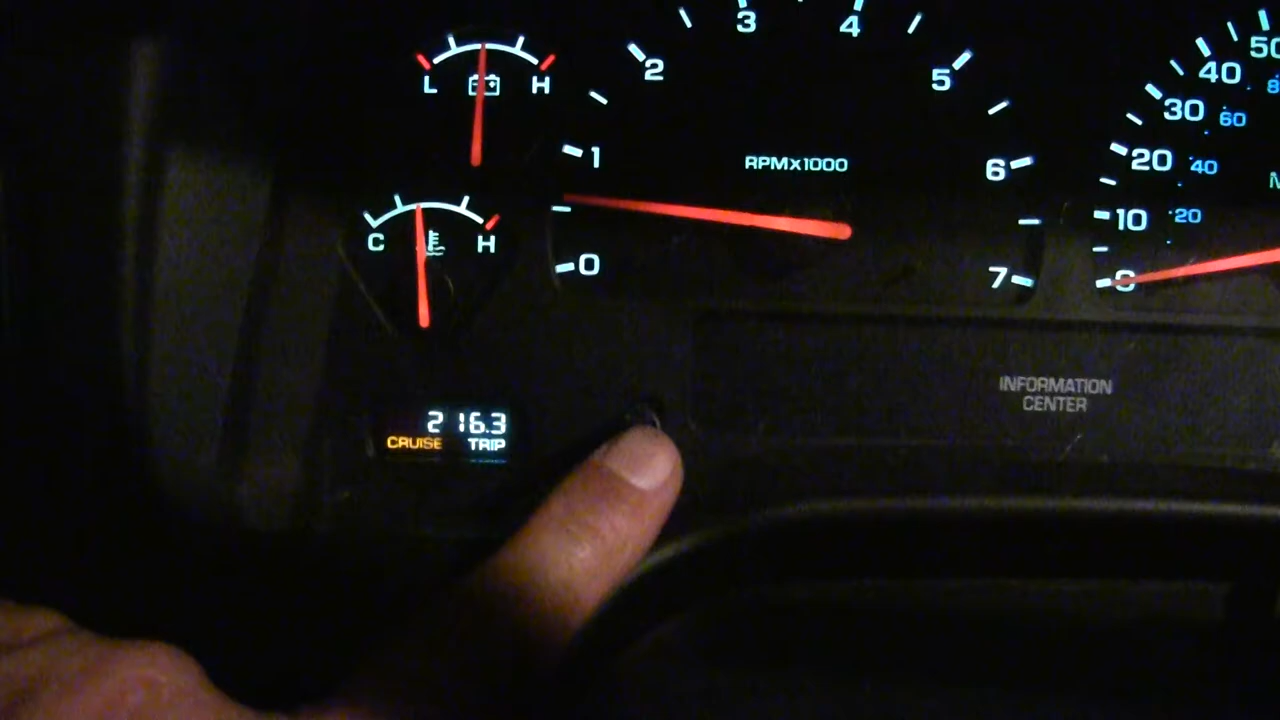 L H
C H
0 1 2 3 4 5 6 7
RPMx1000
0 10 20 30 40 50
20 40 60 8
INFORMATION
CENTER
216.3
CRUISE TRIP